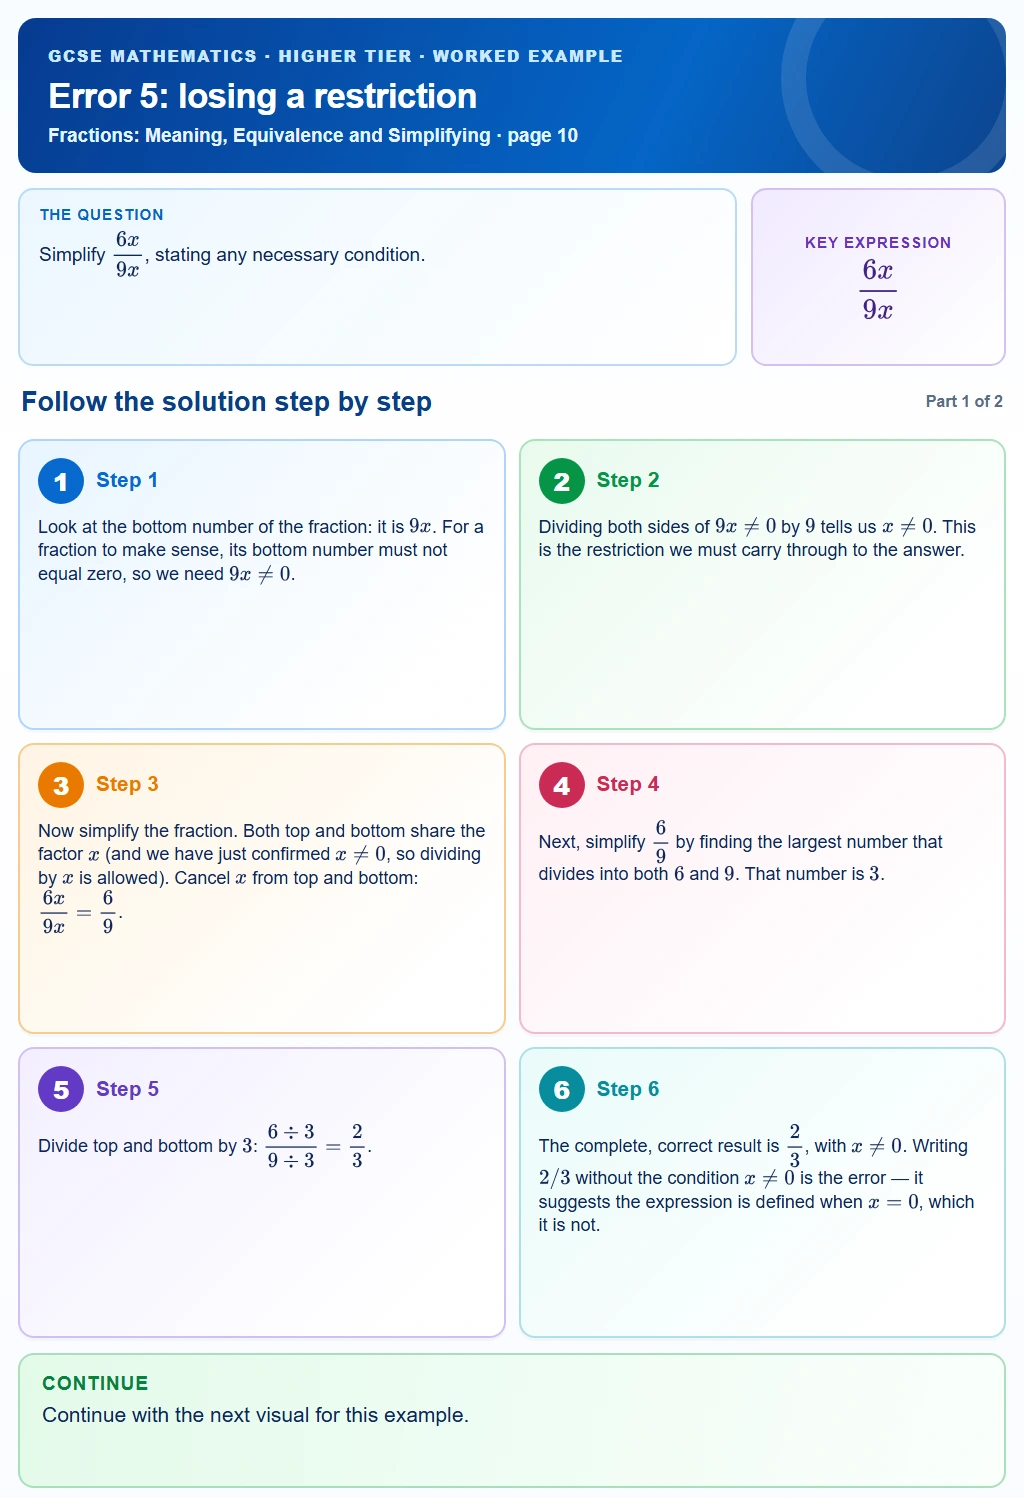 GCSE MATHEMATICS · HIGHER TIER · WORKED EXAMPLE
Error 5: losing a restriction
Fractions: Meaning, Equivalence and Simplifying · page 10
THE QUESTION
Simplify 6x/9x, stating any necessary condition.
KEY EXPRESSION
6x/9x
Follow the solution step by step
Part 1 of 2
1 Step 1
Look at the bottom number of the fraction: it is 9x. For a
fraction to make sense, its bottom number must not
equal zero, so we need 9x ≠ 0.
2 Step 2
Dividing both sides of 9x ≠ 0 by 9 tells us x ≠ 0. This
is the restriction we must carry through to the answer.
3 Step 3
Now simplify the fraction. Both top and bottom share the
factor x (and we have just confirmed x ≠ 0, so dividing
by x is allowed). Cancel x from top and bottom:
6x/9x = 6/9.
4 Step 4
Next, simplify 6/9 by finding the largest number that
divides into both 6 and 9. That number is 3.
5 Step 5
Divide top and bottom by 3: 6 ÷ 3/9 ÷ 3 = 2/3.
6 Step 6
The complete, correct result is 2/3, with x ≠ 0. Writing
2/3 without the condition x ≠ 0 is the error — it
suggests the expression is defined when x = 0, which
it is not.
CONTINUE
Continue with the next visual for this example.